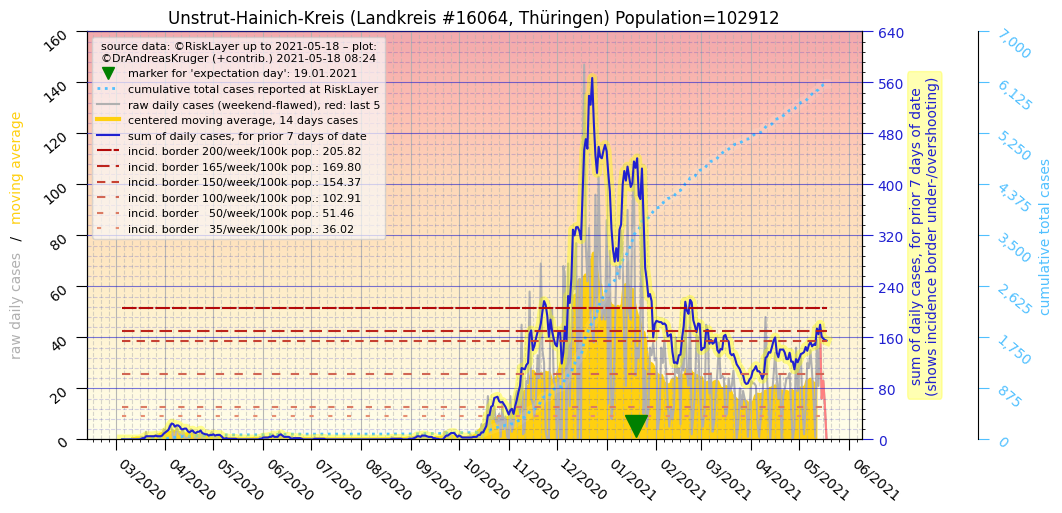 Unstrut-Hainich-Kreis (Landkreis #16064, Thüringen) Population=102912
source data: ©RiskLayer up to 2021-05-18 – plot:
©DrAndreasKruger (+contrib.) 2021-05-18 08:24
marker for 'expectation day': 19.01.2021
cumulative total cases reported at RiskLayer
raw daily cases (weekend-flawed), red: last 5
centered moving average, 14 days cases
sum of daily cases, for prior 7 days of date
incid. border 200/week/100k pop.: 205.82
incid. border 165/week/100k pop.: 169.80
incid. border 150/week/100k pop.: 154.37
incid. border 100/week/100k pop.: 102.91
incid. border   50/week/100k pop.: 51.46
incid. border   35/week/100k pop.: 36.02
raw daily cases / moving average
160
140
120
100
80
60
40
20
0
640
560
480
400
320
240
160
80
0
sum of daily cases, for prior 7 days of date
(shows incidence border under-/overshooting)
7,000
6,125
5,250
4,375
3,500
2,625
1,750
875
0
cumulative total cases
03/2020
04/2020
05/2020
06/2020
07/2020
08/2020
09/2020
10/2020
11/2020
12/2020
01/2021
02/2021
03/2021
04/2021
05/2021
06/2021